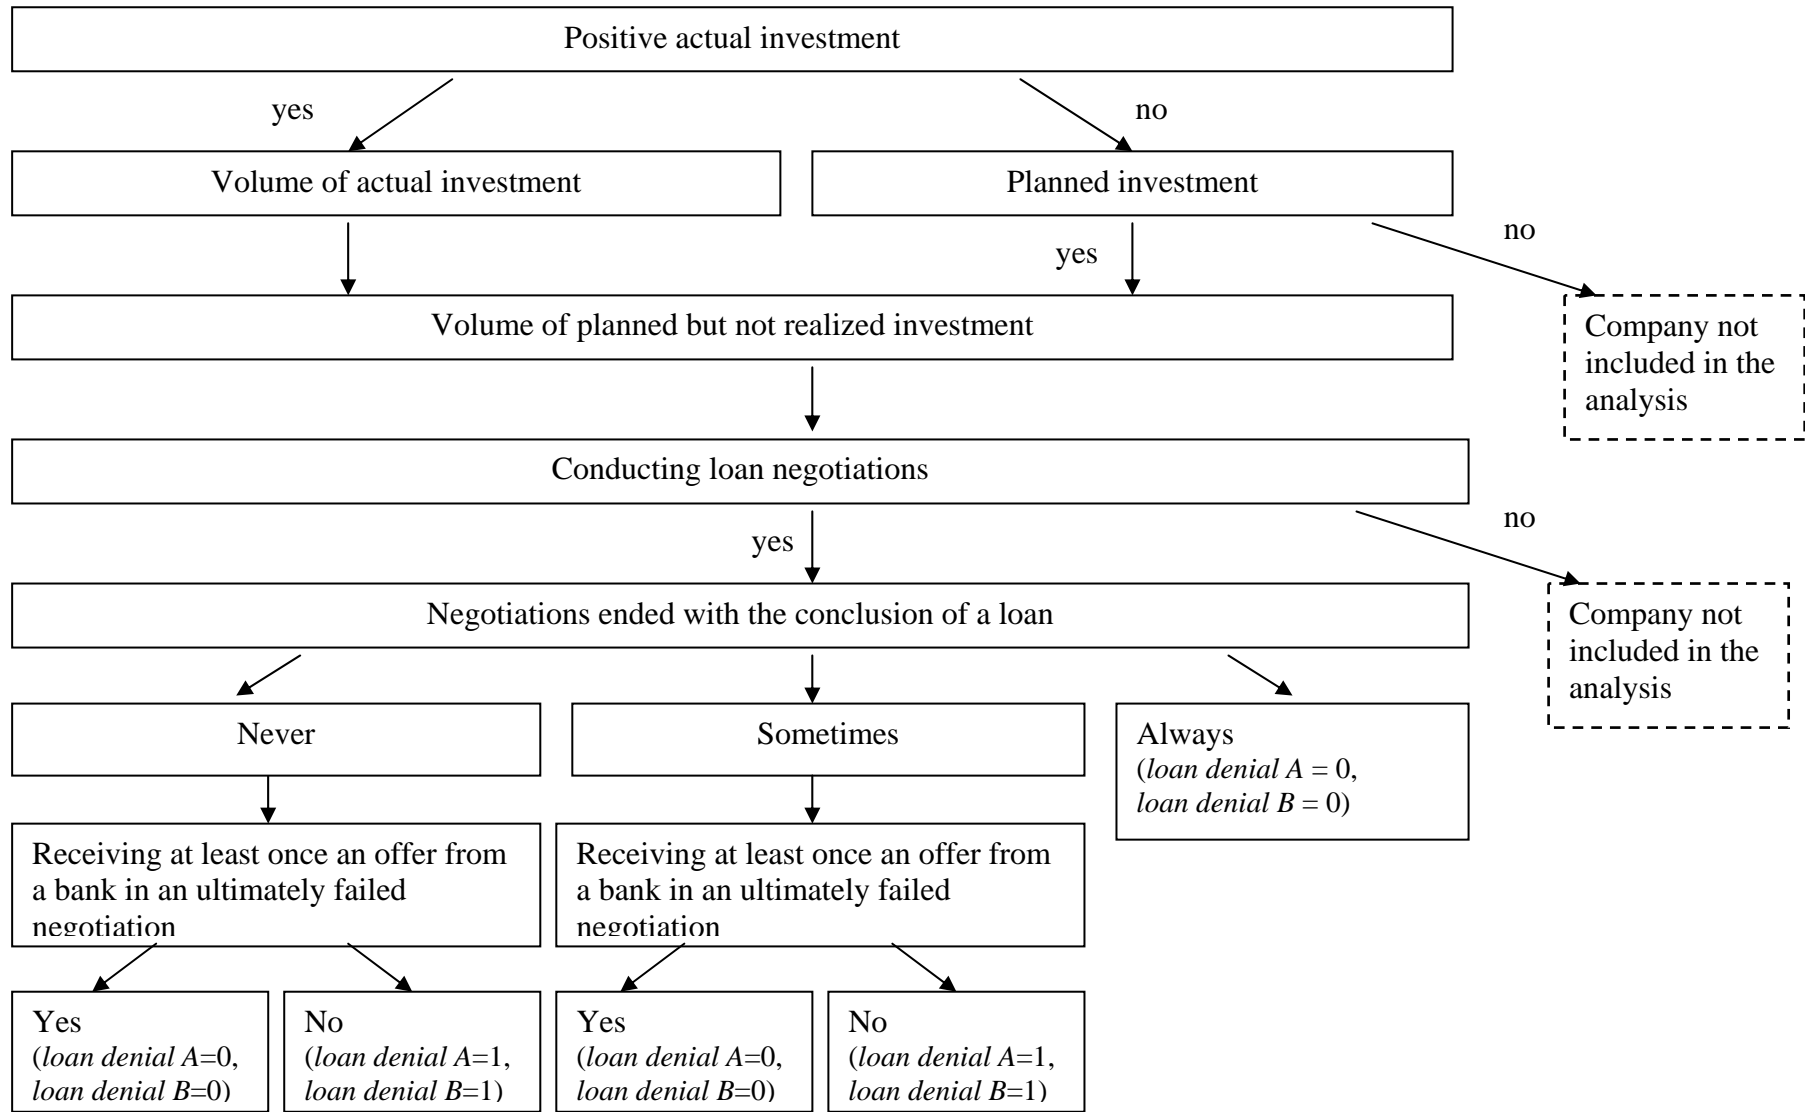 Positive actual investment
yes
no
Volume of actual investment
Planned investment
yes
no
Volume of planned but not realized investment
Company not
included in the
analysis
Conducting loan negotiations
yes
no
Negotiations ended with the conclusion of a loan
Company not
included in the
analysis
Never
Sometimes
Always
(loan denial A = 0,
loan denial B = 0)
Receiving at least once an offer from
a bank in an ultimately failed
negotiation
Receiving at least once an offer from
a bank in an ultimately failed
negotiation
Yes
(loan denial A=0,
loan denial B=0)
No
(loan denial A=1,
loan denial B=1)
Yes
(loan denial A=0,
loan denial B=0)
No
(loan denial A=1,
loan denial B=1)